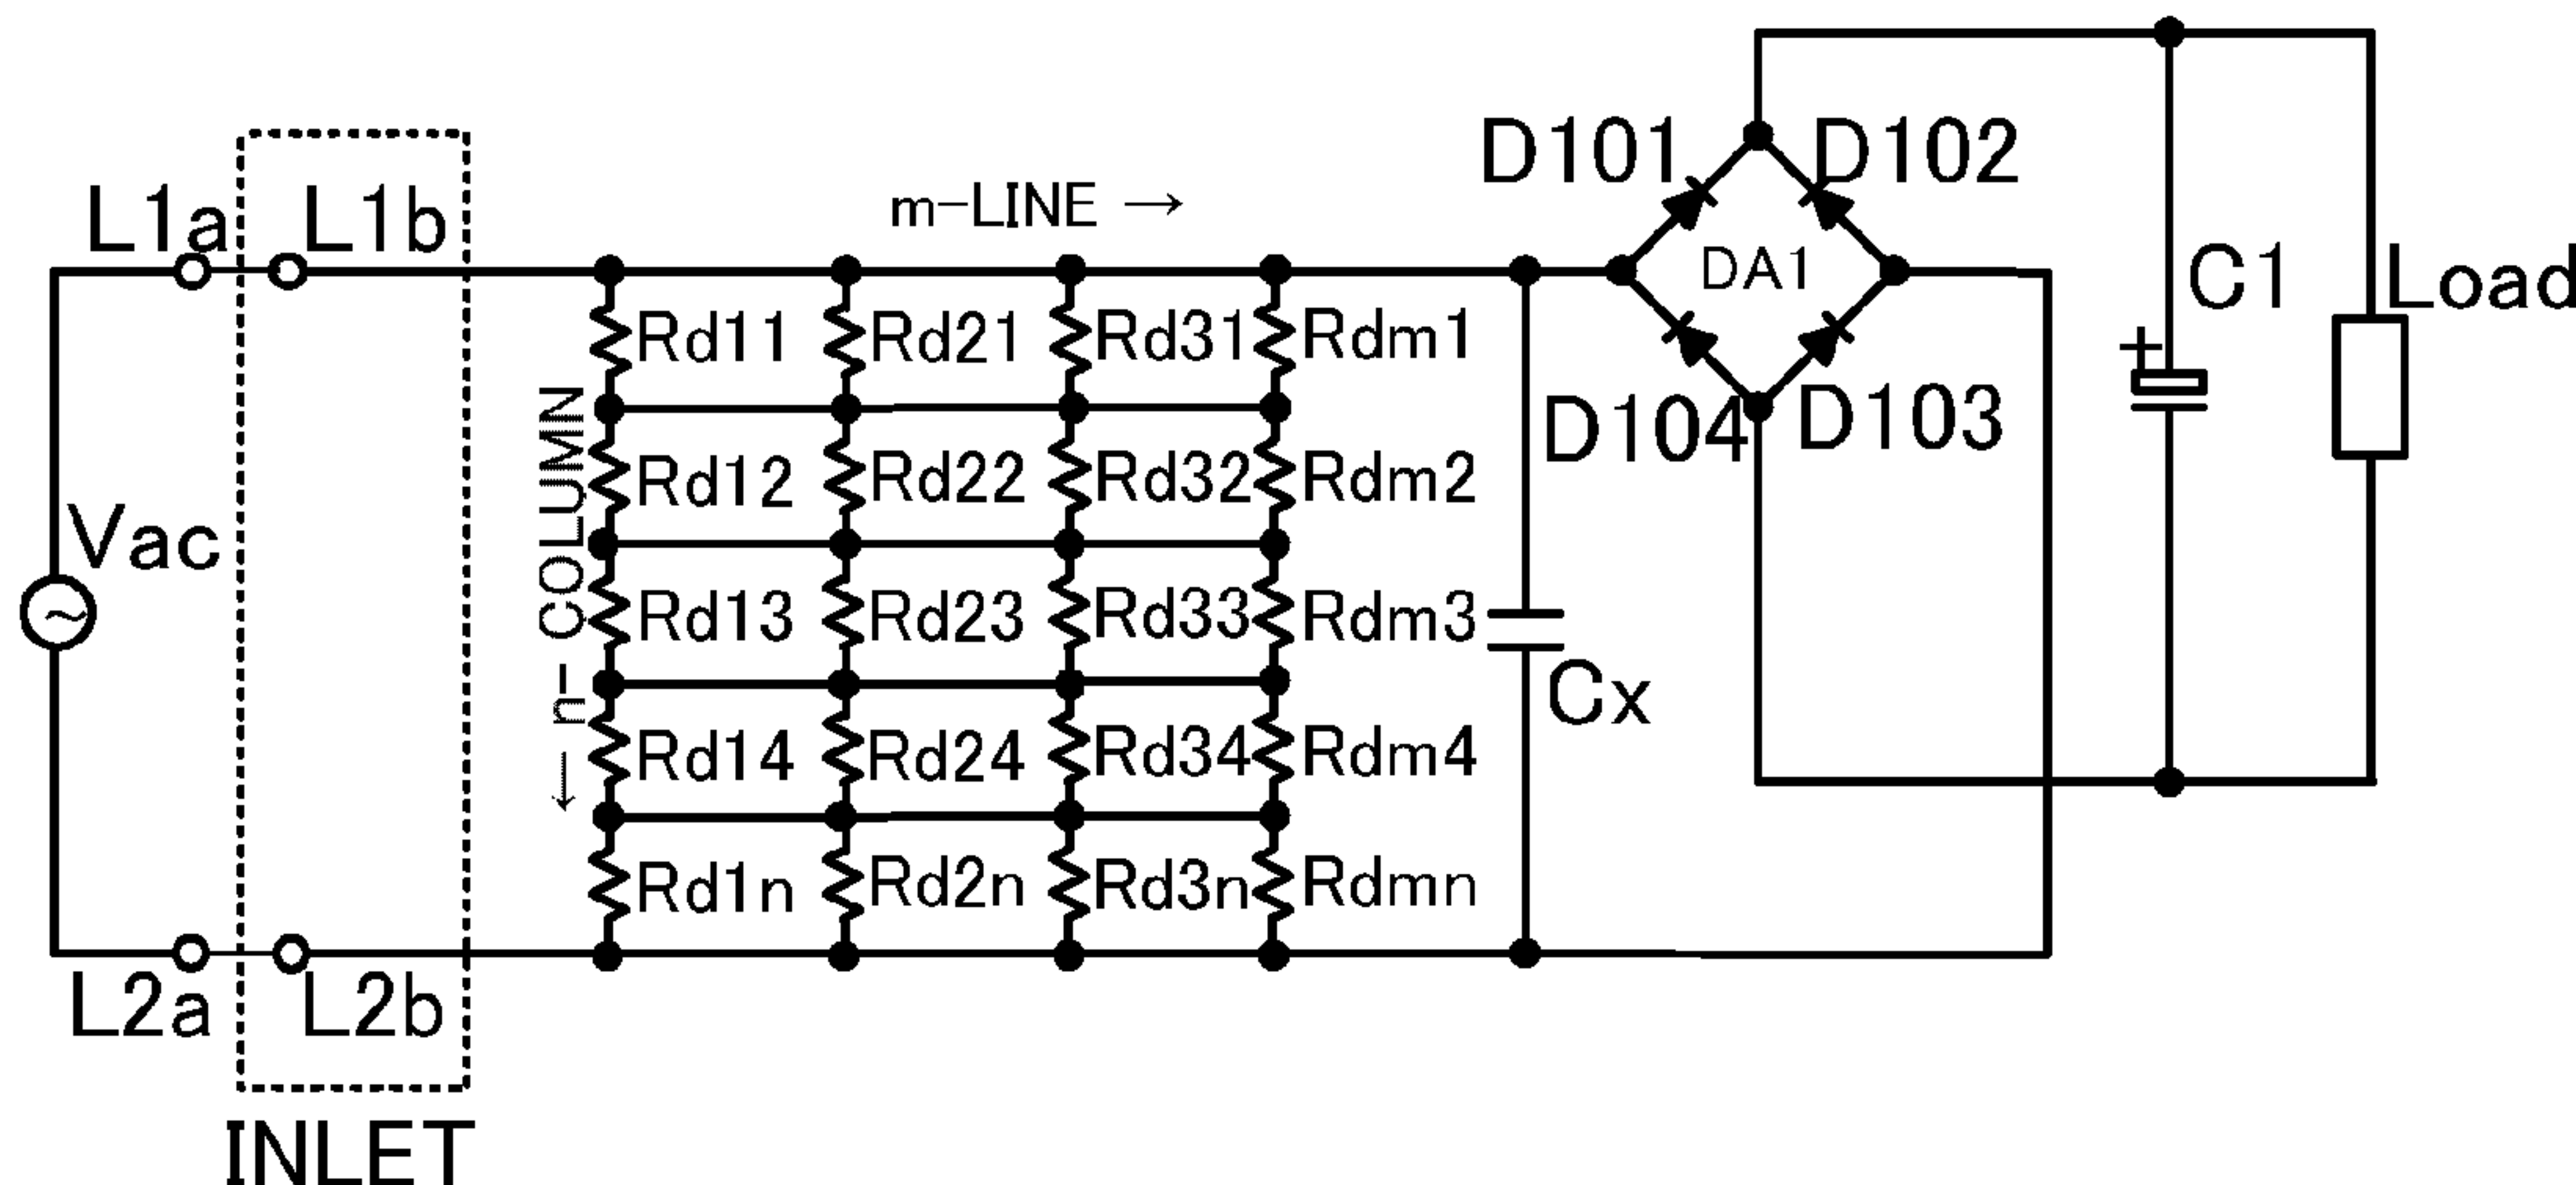 D101 D102
L1a L1b
m-LINE →
DA1
C1 Load
+
Rd11 Rd21 Rd31 Rdm1
D104 D103
Rd12 Rd22 Rd32 Rdm2
Vac
~
← n-COLUMN
Rd13 Rd23 Rd33 Rdm3
Cx
Rd14 Rd24 Rd34 Rdm4
Rd1n Rd2n Rd3n Rdmn
L2a L2b
INLET